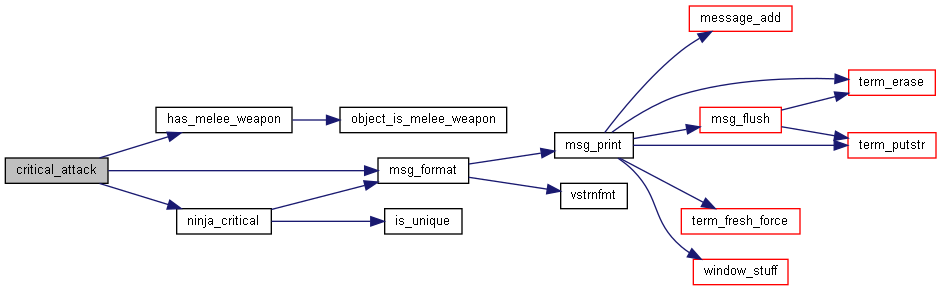 message_add
term_erase
has_melee_weapon
object_is_melee_weapon
msg_flush
msg_print
term_putstr
critical_attack
msg_format
vstrnfmt
ninja_critical
is_unique
term_fresh_force
window_stuff